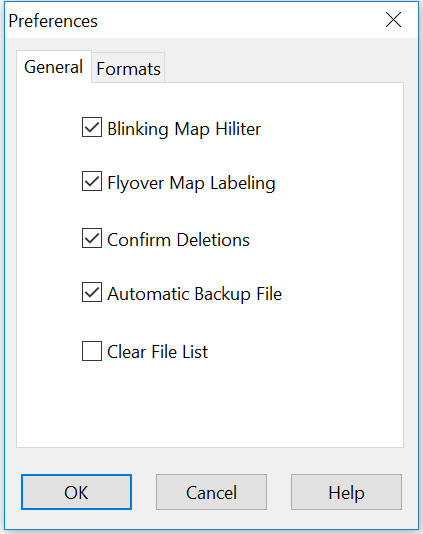 Preferences
General
Formats
Blinking Map Hiliter
Flyover Map Labeling
Confirm Deletions
Automatic Backup File
Clear File List
OK
Cancel
Help